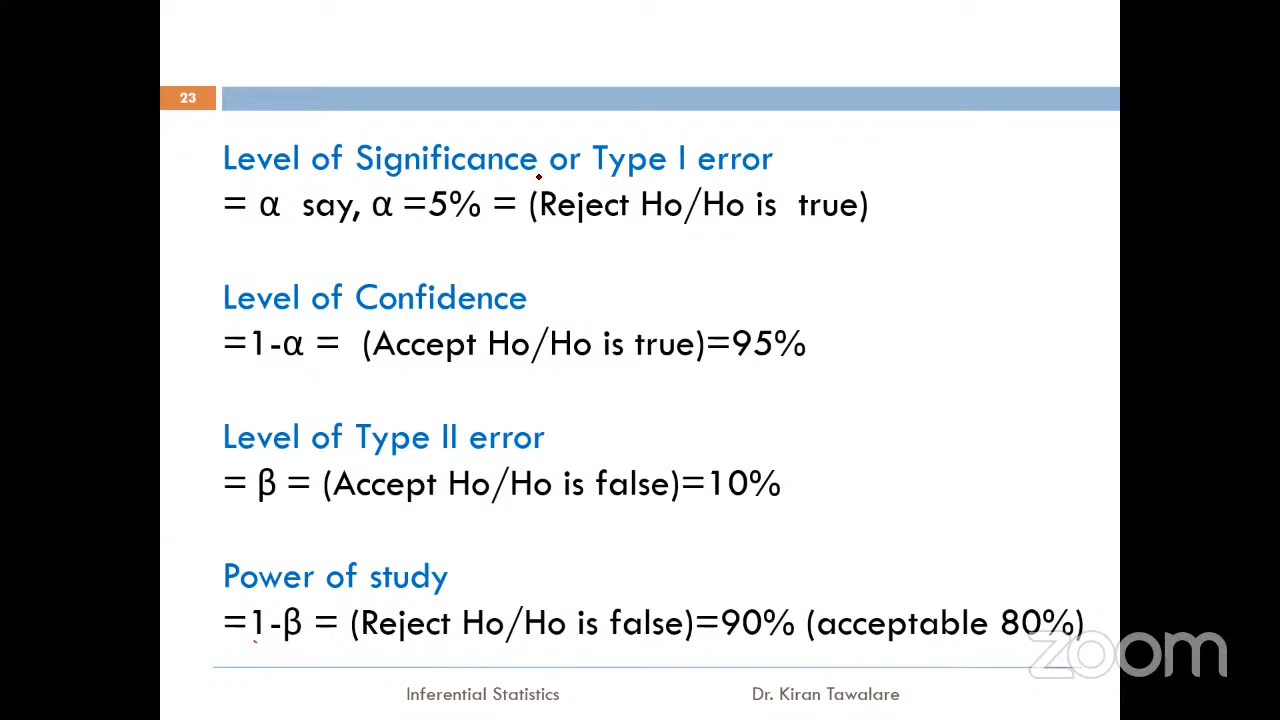 23
Level of Significance or Type I error
= α say, α =5% = (Reject Ho/Ho is true)
Level of Confidence
=1-α = (Accept Ho/Ho is true)=95%
Level of Type II error
= β = (Accept Ho/Ho is false)=10%
Power of study
=1-β = (Reject Ho/Ho is false)=90% (acceptable 80%)
zoom
Inferential Statistics
Dr. Kiran Tawalare